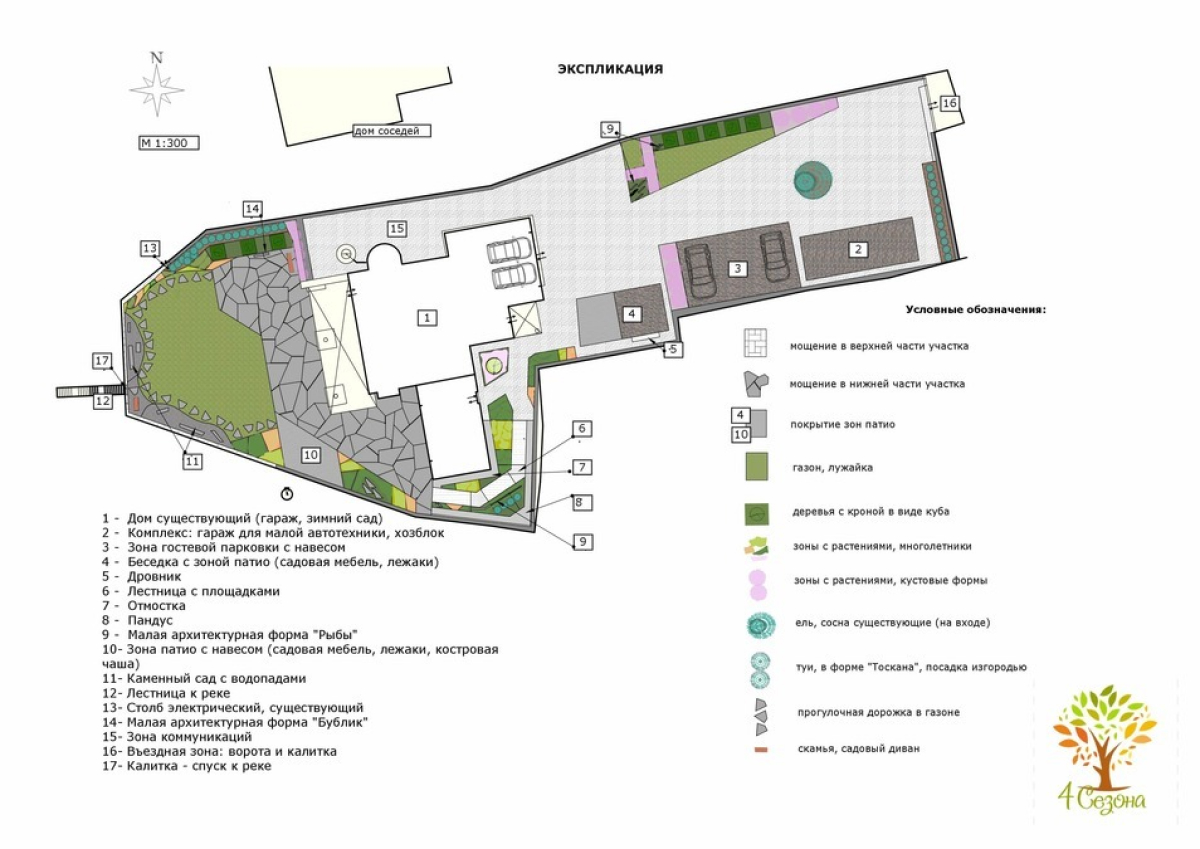 N
ЭКСПЛИКАЦИЯ
М 1:300
дом соседей
9
16
14
15
13
2
3
1
4
5
17
12
6
11
10
7
8
9
Условные обозначения:
мощение в верхней части участка
мощение в нижней части участка
4
10
покрытие зон патио
газон, лужайка
деревья с кроной в виде куба
зоны с растениями, многолетники
зоны с растениями, кустовые формы
ель, сосна существующие (на входе)
туи, в форме "Тоскана", посадка изгородью
прогулочная дорожка в газоне
скамья, садовый диван
1 - Дом существующий (гараж, зимний сад)
2 - Комплекс: гараж для малой автотехники, хозблок
3 - Зона гостевой парковки с навесом
4 - Беседка с зоной патио (садовая мебель, лежаки)
5 - Дровник
6 - Лестница с площадками
7 - Отмостка
8 - Пандус
9 - Малая архитектурная форма "Рыбы"
10- Зона патио с навесом (садовая мебель, лежаки, костровая
чаша)
11- Каменный сад с водопадами
12- Лестница к реке
13- Столб электрический, существующий
14- Малая архитектурная форма "Бублик"
15- Зона коммуникаций
16- Въездная зона: ворота и калитка
17- Калитка - спуск к реке
4 Сезона